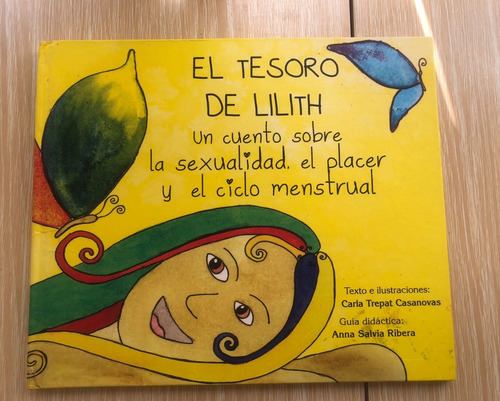 EL TESORO
DE LILITH
Un cuento sobre
la sexualidad, el placer
y el ciclo menstrual
Texto e ilustraciones:
Carla Trepat Casanovas
Guía didáctica:
Anna Salvia Ribera